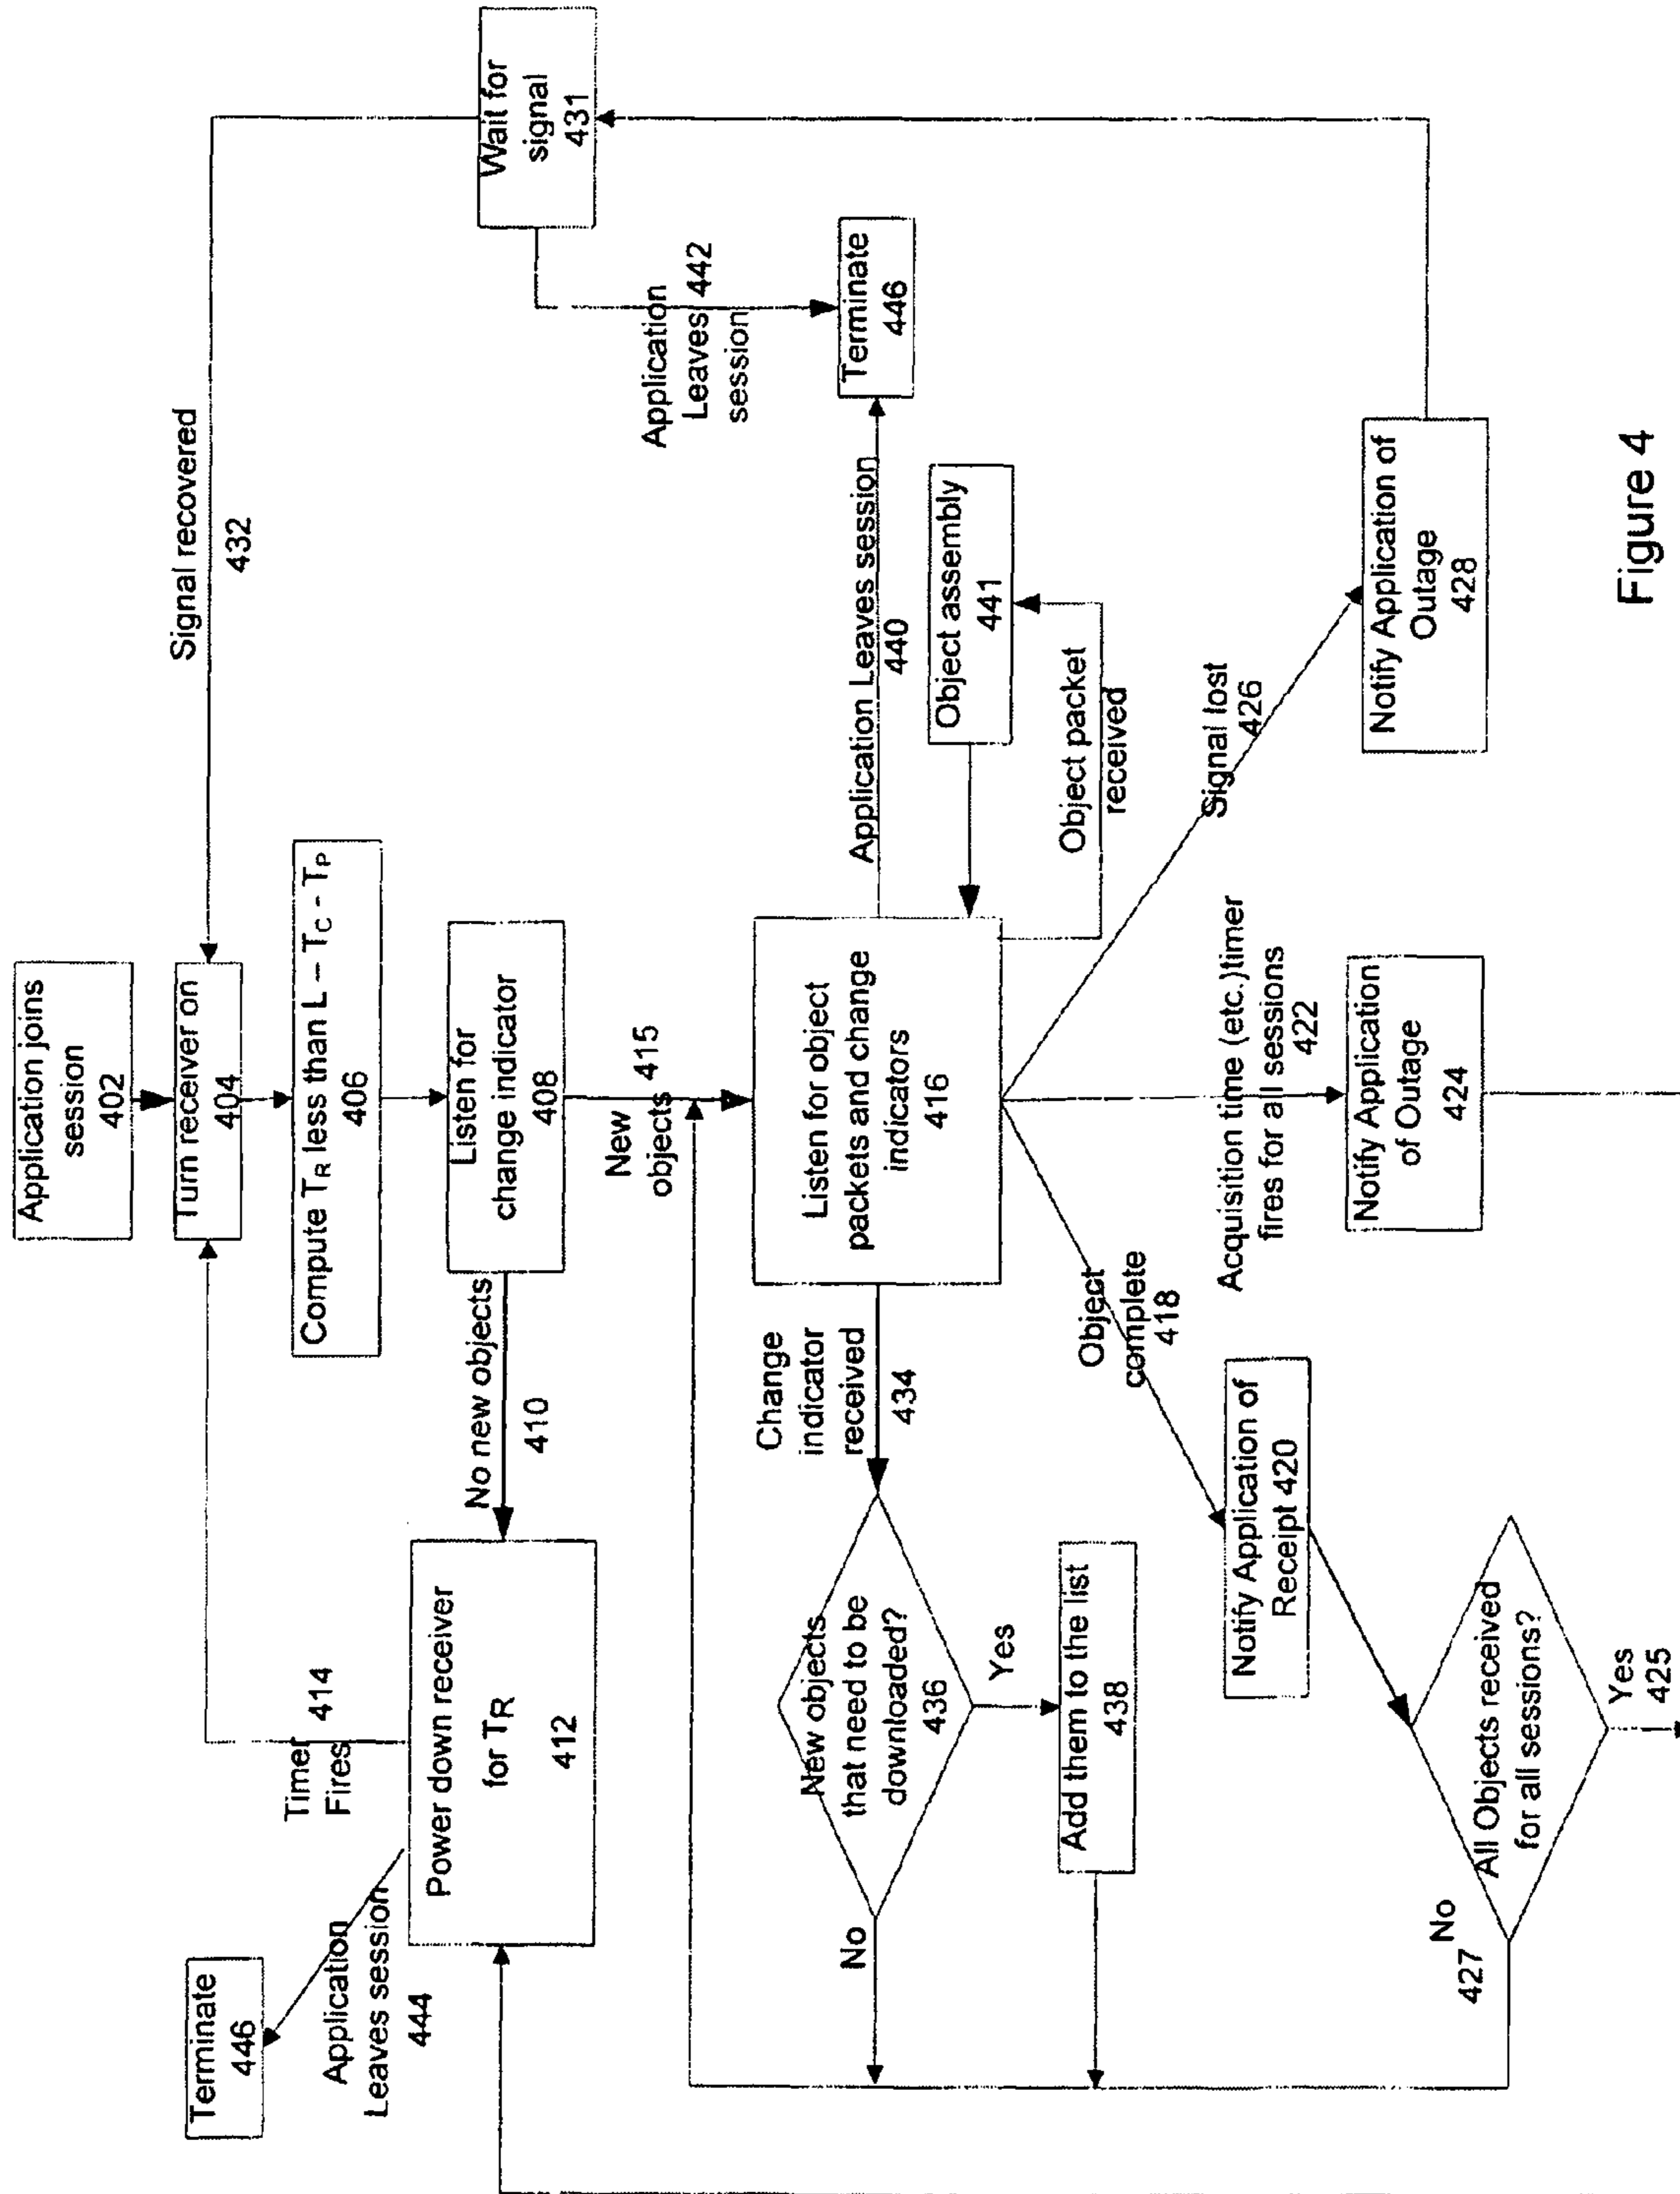 Application joins
session
402
Turn receiver on
404
Signal recovered
432
Compute TR less than L – TC - TP
406
Timer
Fires
414
Terminate
446
Application
Leaves session
444
Power down receiver
for TR
412
No new objects
410
Listen for
change indicator
408
Wait for
signal
431
New
objects
415
Application
Leaves
session
442
Terminate
446
Listen for object
packets and change
indicators
416
Application Leaves session
440
Object assembly
441
Object packet
received
Change
indicator
received
434
New objects
that need to be
downloaded?
436
No
Yes
Add them to the list
438
Object
complete
418
Acquisition time (etc.)timer
fires for all sessions
422
Signal lost
426
Notify Application of
Receipt 420
Notify Application
of Outage
424
Notify Application of
Outage
428
All Objects received
for all sessions?
No
427
Yes
425
Figure 4